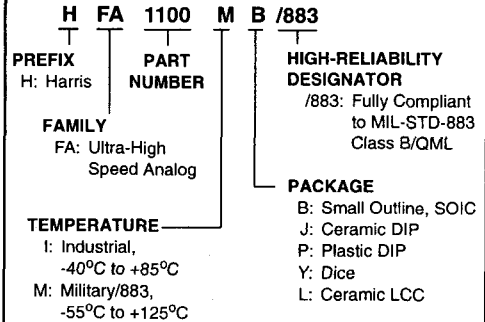 H FA 1100 M B /883
PREFIX
H: Harris
PART
NUMBER
HIGH-RELIABILITY
DESIGNATOR
/883: Fully Compliant
to MIL-STD-883
Class B/QML
FAMILY
FA: Ultra-High
Speed Analog
PACKAGE
B: Small Outline, SOIC
J: Ceramic DIP
P: Plastic DIP
Y: Dice
L: Ceramic LCC
TEMPERATURE
I: Industrial,
-40°C to +85°C
M: Military/883,
-55°C to +125°C